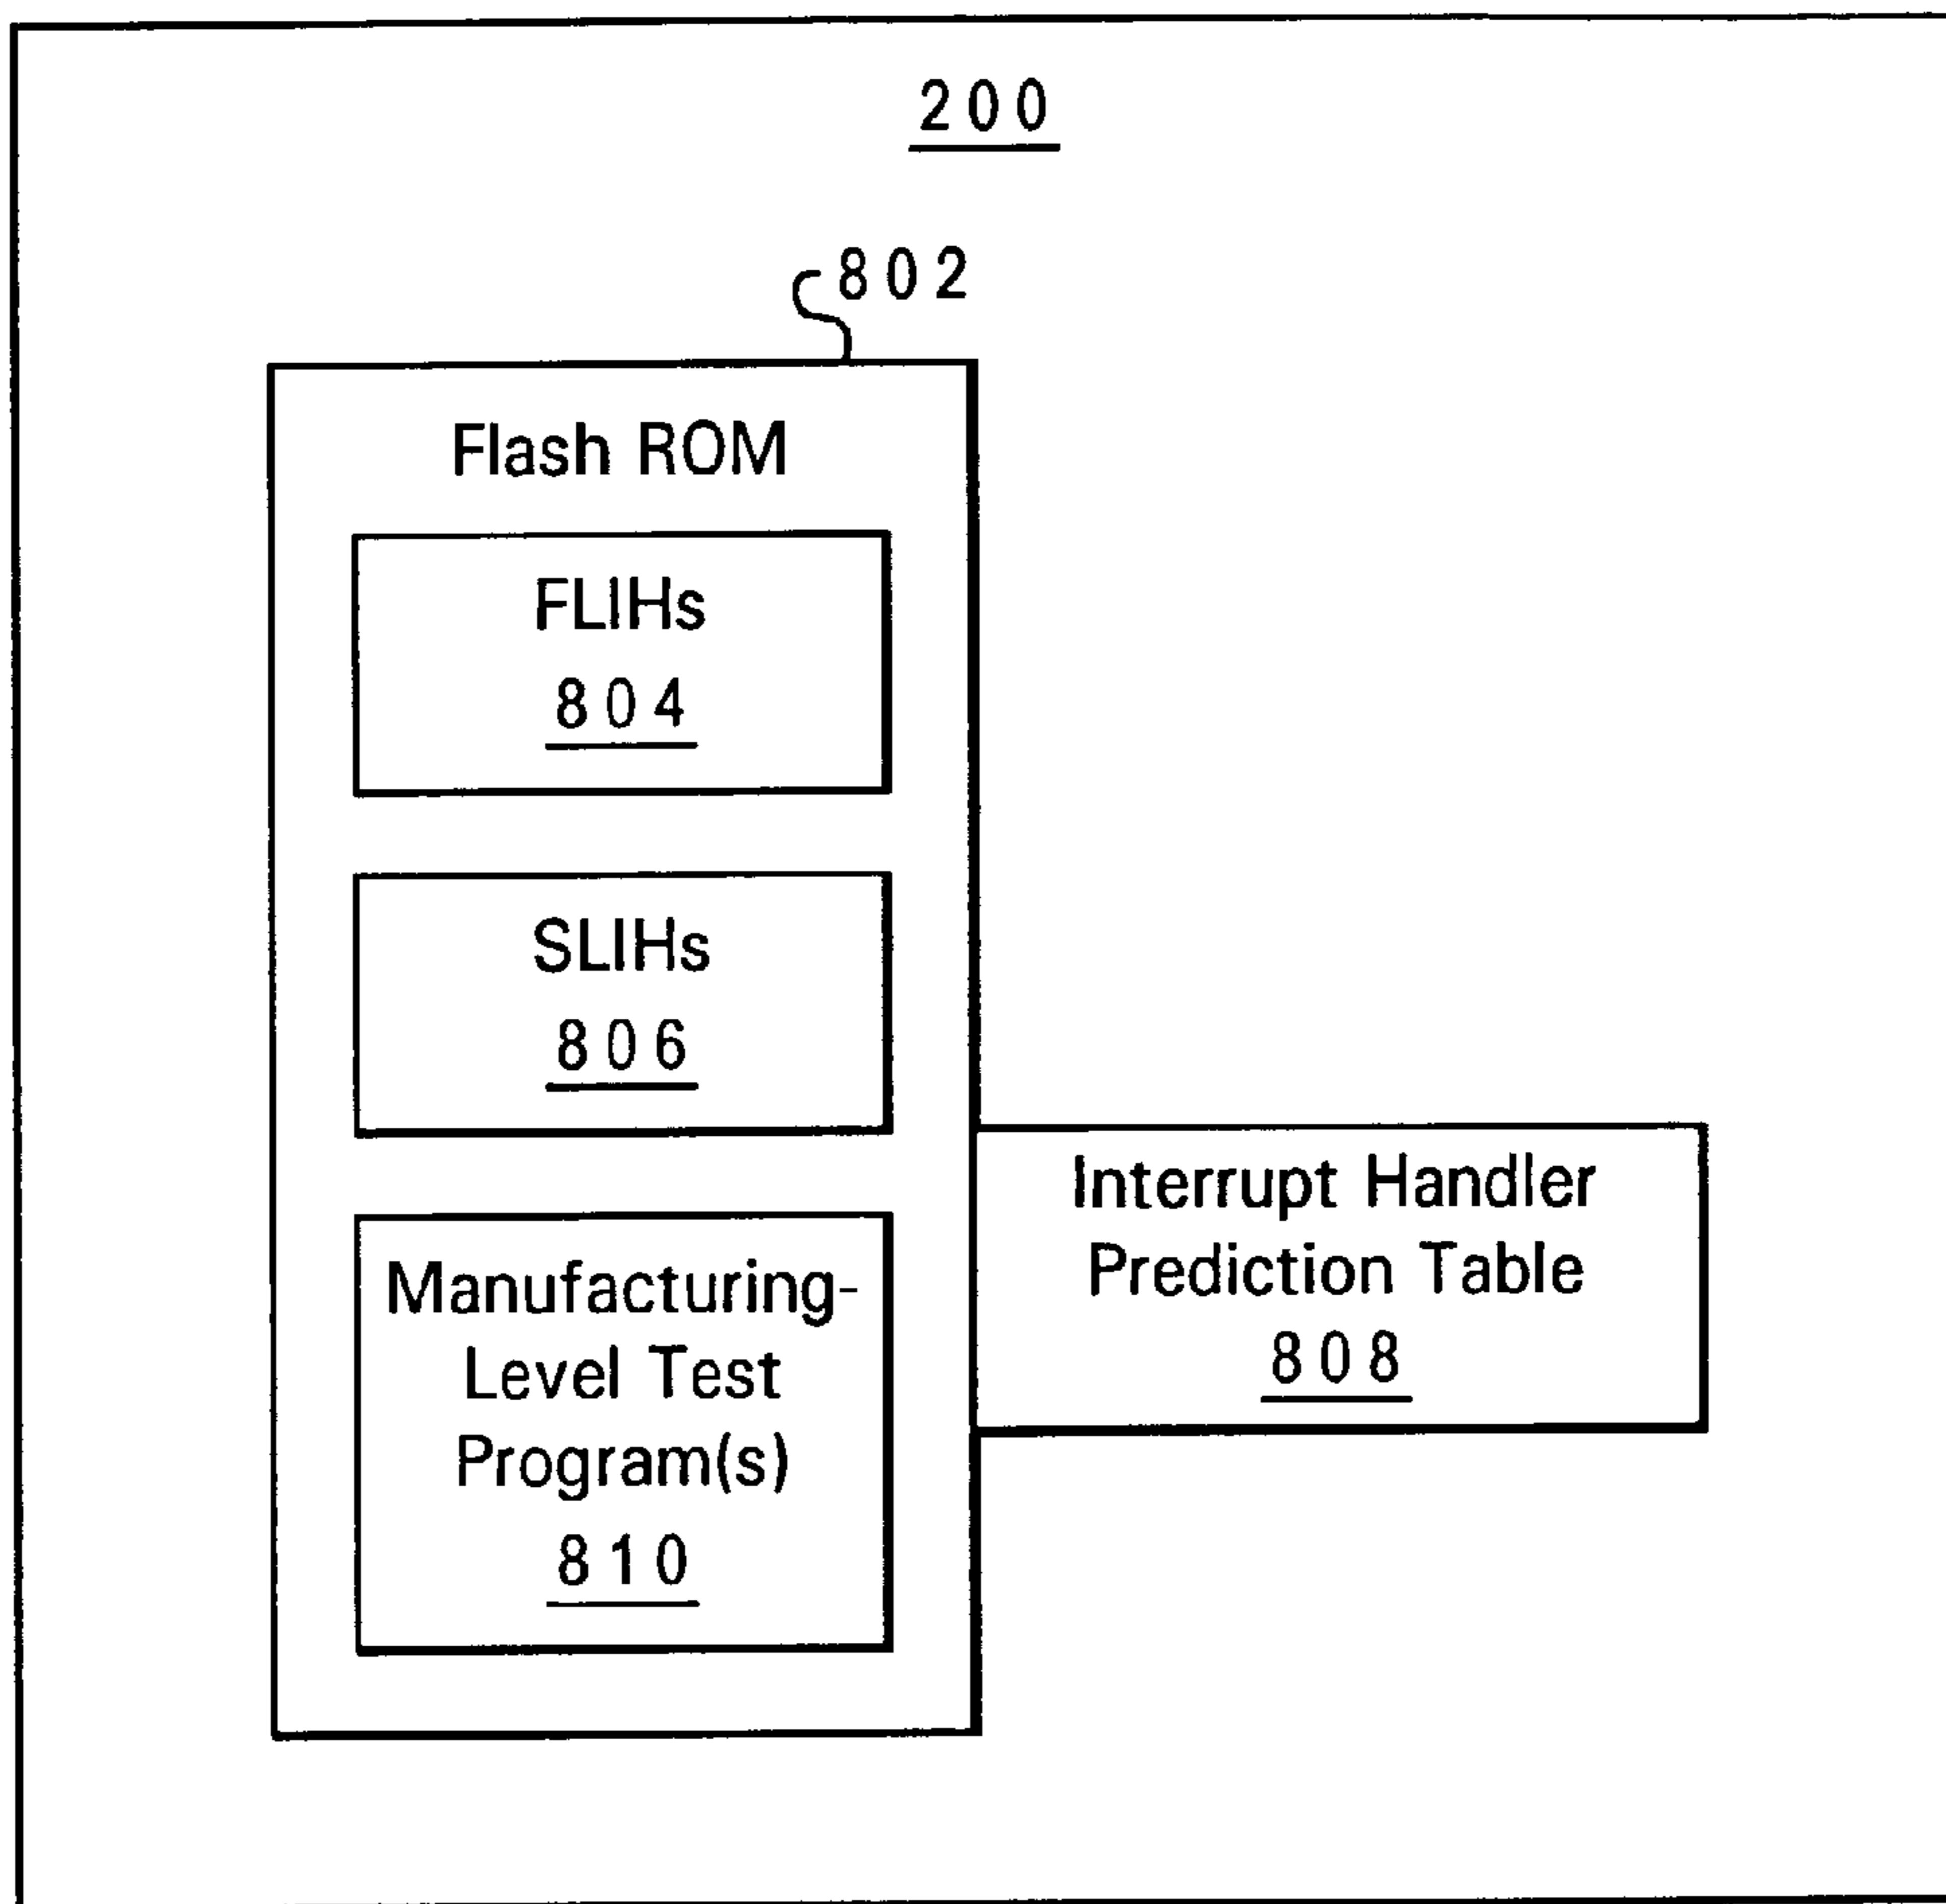 200
802
Flash ROM
FLIHs
804
SLIHs
806
Manufacturing-
Level Test
Program(s)
810
Interrupt Handler
Prediction Table
808